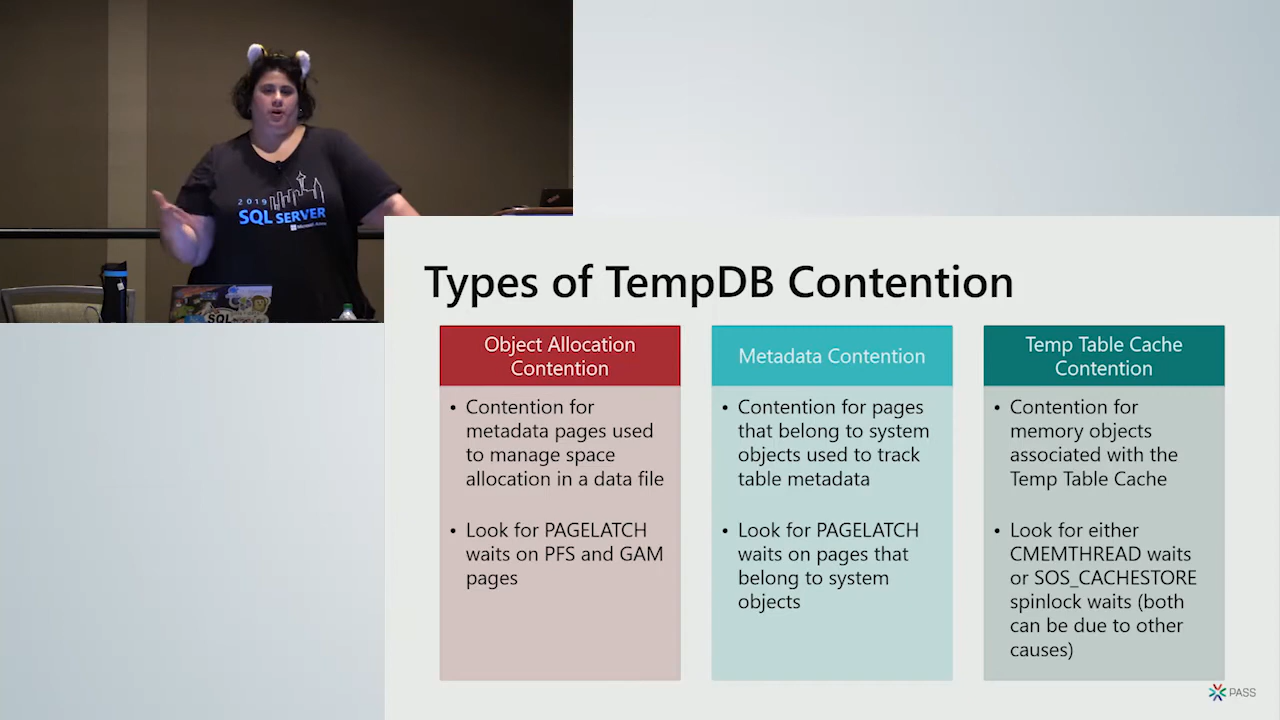 2019
SQL SERVER
Microsoft
SQL
Types of TempDB Contention
Object Allocation
Contention
• Contention for
metadata pages used
to manage space
allocation in a data file
• Look for PAGELATCH
waits on PFS and GAM
pages
Metadata Contention
• Contention for pages
that belong to system
objects used to track
table metadata
• Look for PAGELATCH
waits on pages that
belong to system
objects
Temp Table Cache
Contention
• Contention for
memory objects
associated with the
Temp Table Cache
• Look for either
CMEMTHREAD waits
or SOS_CACHESTORE
spinlock waits (both
can be due to other
causes)
PASS